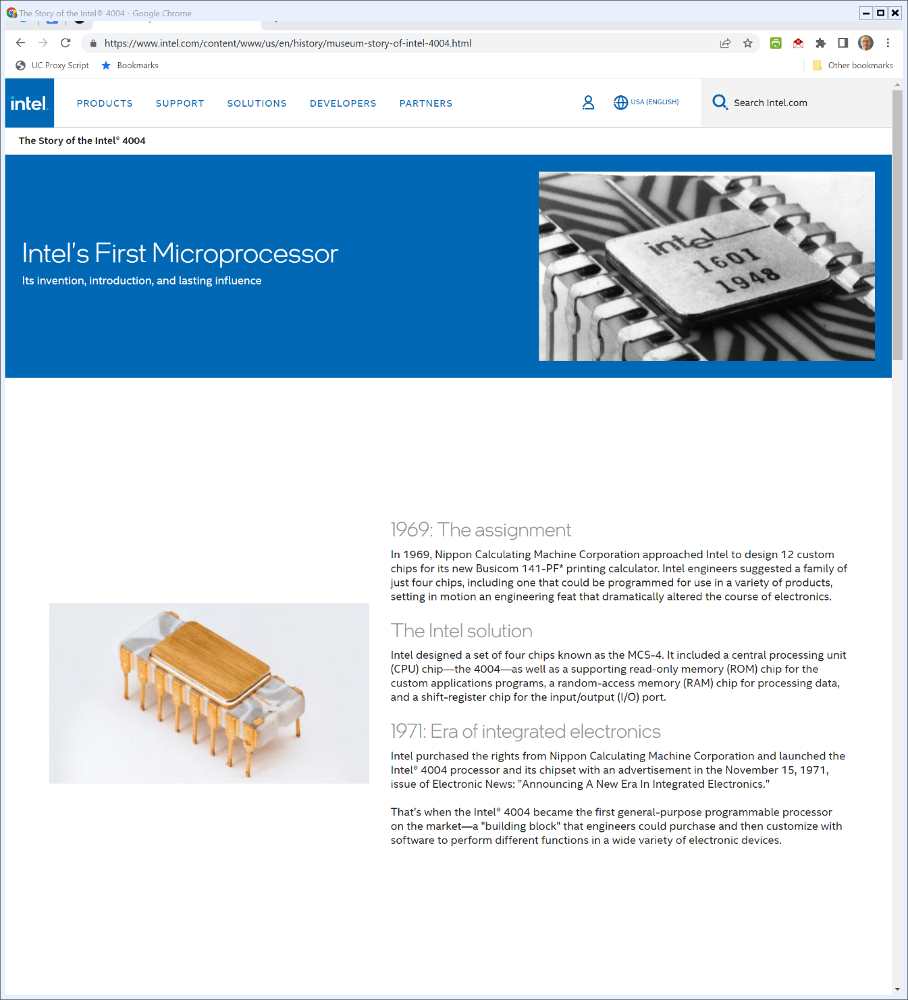 The Story of the Intel® 4004 - Google Chrome
https://www.intel.com/content/www/us/en/history/museum-story-of-intel-4004.html
UC Proxy Script Bookmarks Other bookmarks
intel. PRODUCTS SUPPORT SOLUTIONS DEVELOPERS PARTNERS USA (ENGLISH) Search Intel.com
The Story of the Intel® 4004
Intel's First Microprocessor
Its invention, introduction, and lasting influence
intel
1601
1948
1969: The assignment
In 1969, Nippon Calculating Machine Corporation approached Intel to design 12 custom
chips for its new Busicom 141-PF* printing calculator. Intel engineers suggested a family of
just four chips, including one that could be programmed for use in a variety of products,
setting in motion an engineering feat that dramatically altered the course of electronics.
The Intel solution
Intel designed a set of four chips known as the MCS-4. It included a central processing unit
(CPU) chip—the 4004—as well as a supporting read-only memory (ROM) chip for the
custom applications programs, a random-access memory (RAM) chip for processing data,
and a shift-register chip for the input/output (I/O) port.
1971: Era of integrated electronics
Intel purchased the rights from Nippon Calculating Machine Corporation and launched the
Intel® 4004 processor and its chipset with an advertisement in the November 15, 1971,
issue of Electronic News: "Announcing A New Era In Integrated Electronics."
That's when the Intel® 4004 became the first general-purpose programmable processor
on the market—a "building block" that engineers could purchase and then customize with
software to perform different functions in a wide variety of electronic devices.